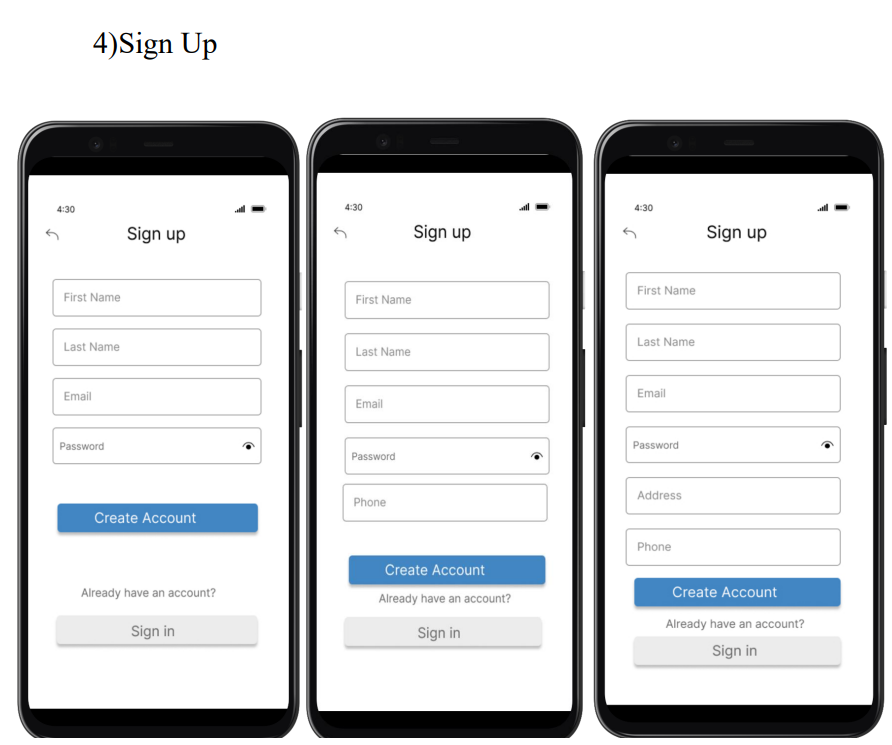 4)Sign Up
4:30
Sign up
First Name
Last Name
Email
Password
Create Account
Already have an account?
Sign in
4:30
Sign up
First Name
Last Name
Email
Password
Phone
Create Account
Already have an account?
Sign in
4:30
Sign up
First Name
Last Name
Email
Password
Address
Phone
Create Account
Already have an account?
Sign in